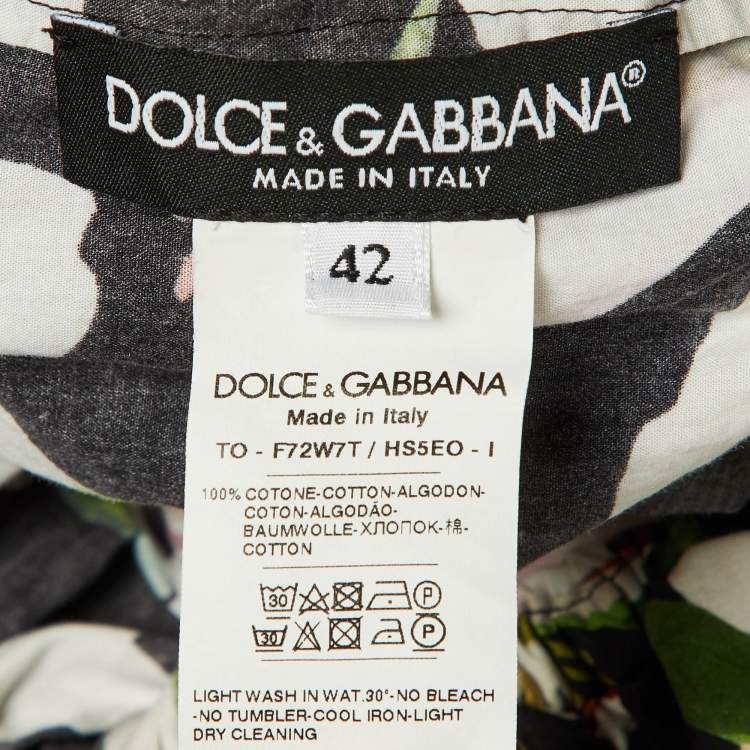 DOLCE & GABBANA®
MADE IN ITALY
42
DOLCE & GABBANA
Made in Italy
TO - F72W7T / HS5EO - I
100% COTONE-COTTON-ALGODON-
COTON-ALGODÃO-
BAUMWOLLE-ХЛОПОК-棉-
COTTON
30 P
30 P
LIGHT WASH IN WAT.30°-NO BLEACH
-NO TUMBLER-COOL IRON-LIGHT
DRY CLEANING